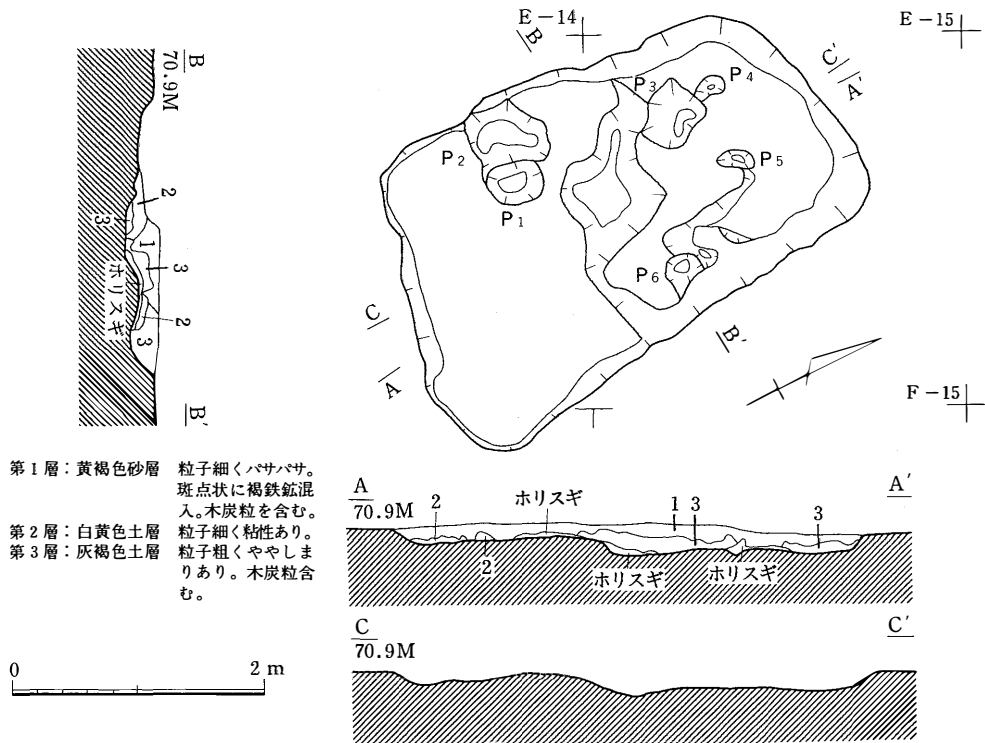 E-14
E-15
F-15
B
B′
C′
A′
C
A
P1
P2
P3
P4
P5
P6
B
70.9M
2
3
1
ホリスギ
3
2
3
B′
第1層：黄褐色砂層　粒子細くパサパサ。
斑点状に褐鉄鉱混
入。木炭粒を含む。
第2層：白黄色土層　粒子細く粘性あり。
第3層：灰褐色土層　粒子粗くややしま
りあり。木炭粒含
む。
A
70.9M
A′
2
ホリスギ
1
3
3
2
ホリスギ
ホリスギ
C
70.9M
C′
0
2 m